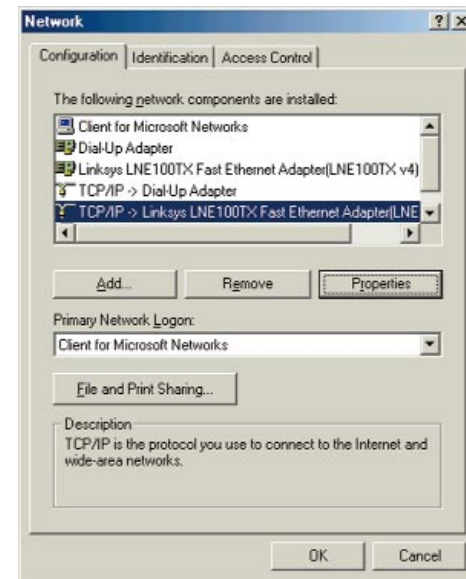 Network
Configuration Identification Access Control
The following network components are installed:
Client for Microsoft Networks
Dial-Up Adapter
Linksys LNE100TX Fast Ethernet Adapter(LNE100TX v4)
TCP/IP -> Dial-Up Adapter
TCP/IP -> Linksys LNE100TX Fast Ethernet Adapter(LNE
Add... Remove Properties
Primary Network Logon:
Client for Microsoft Networks
File and Print Sharing...
Description
TCP/IP is the protocol you use to connect to the Internet and
wide-area networks.
OK Cancel